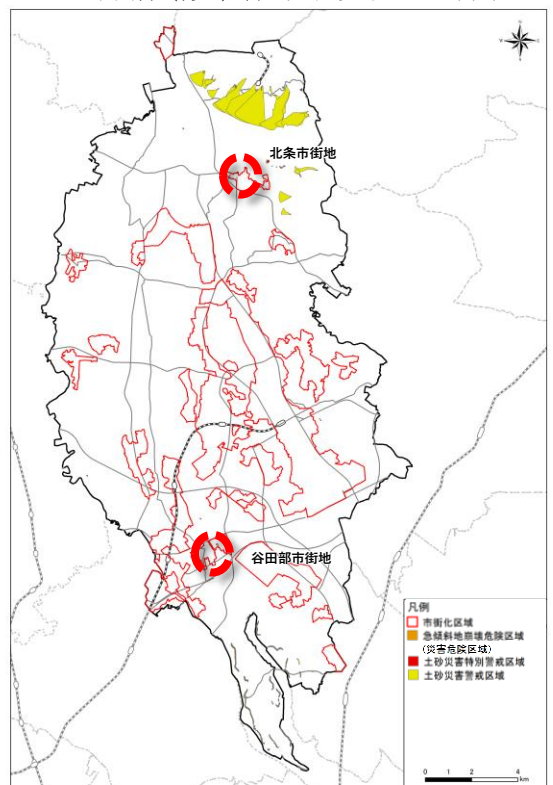 北条市街地
谷田部市街地
凡例
市街化区域
急傾斜地崩壊危険区域
(災害危険区域)
土砂災害特別警戒区域
土砂災害警戒区域
0 1 2 4
km